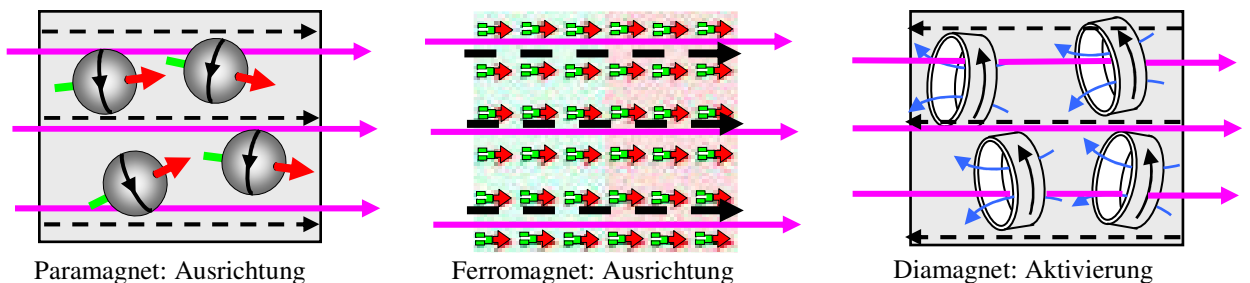 Paramagnet: Ausrichtung
Ferromagnet: Ausrichtung
Diamagnet: Aktivierung